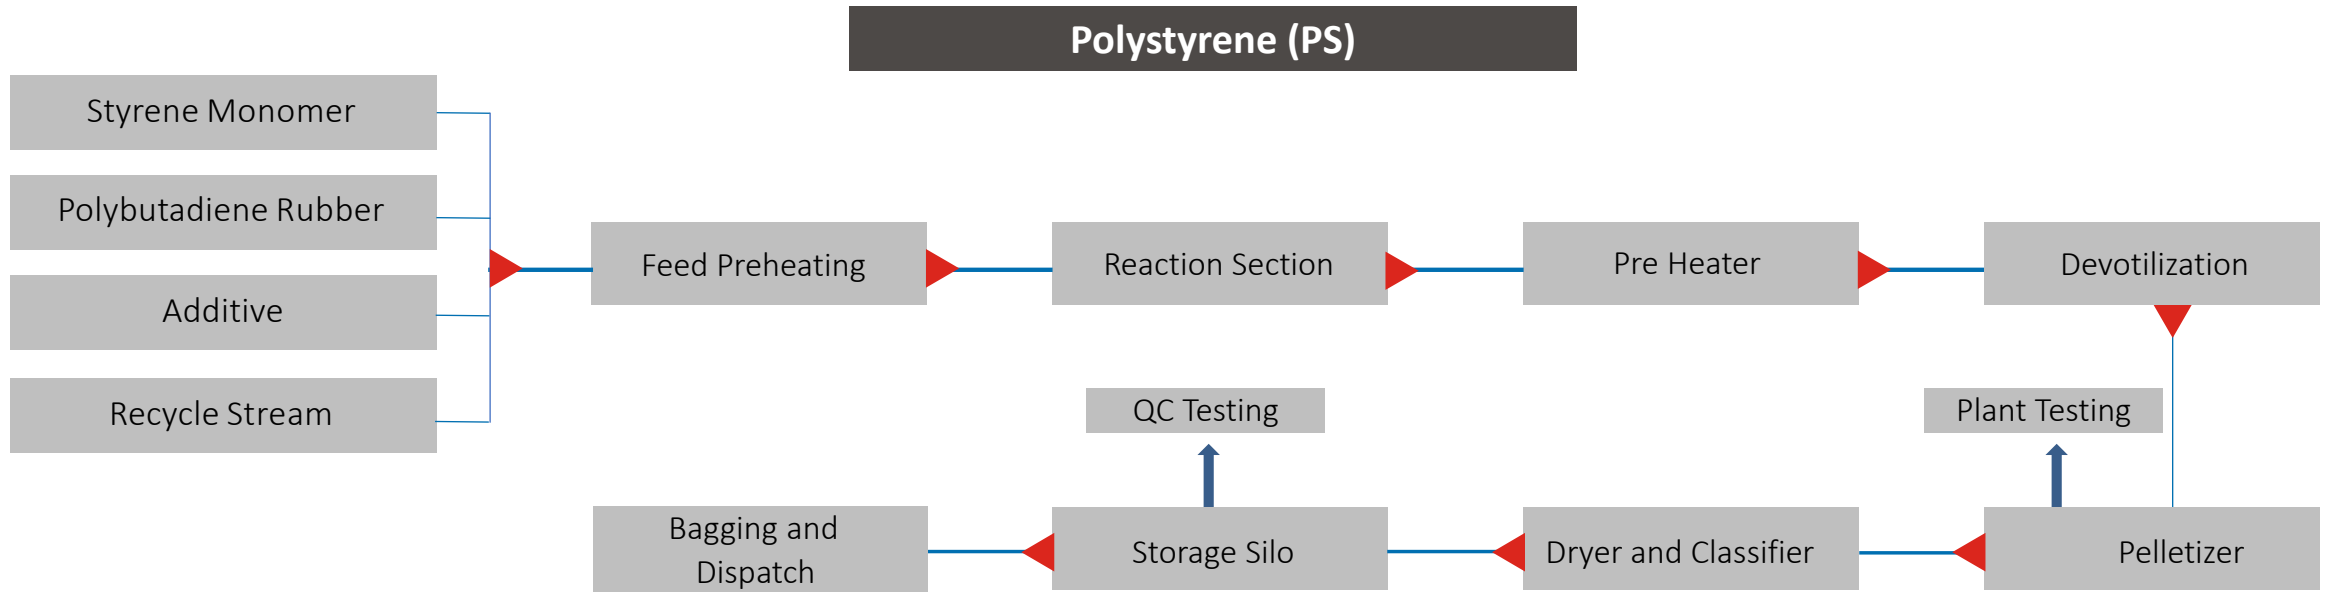 Polystyrene (PS)
Styrene Monomer
Polybutadiene Rubber
Additive
Recycle Stream
Feed Preheating
Reaction Section
Pre Heater
Devotilization
QC Testing
Plant Testing
Bagging and
Dispatch
Storage Silo
Dryer and Classifier
Pelletizer